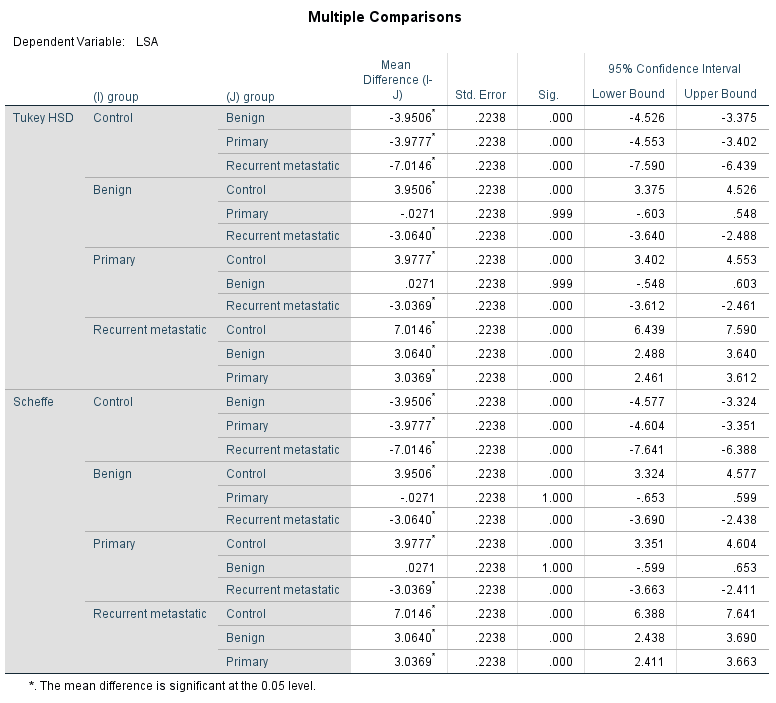 Multiple Comparisons
Dependent Variable: LSA
(I) group (J) group Mean Difference (I-J) Std. Error Sig. 95% Confidence Interval
Lower Bound Upper Bound
Tukey HSD Control Benign -3.9506* .2238 .000 -4.526 -3.375
Primary -3.9777* .2238 .000 -4.553 -3.402
Recurrent metastatic -7.0146* .2238 .000 -7.590 -6.439
Benign Control 3.9506* .2238 .000 3.375 4.526
Primary -.0271 .2238 .999 -.603 .548
Recurrent metastatic -3.0640* .2238 .000 -3.640 -2.488
Primary Control 3.9777* .2238 .000 3.402 4.553
Benign .0271 .2238 .999 -.548 .603
Recurrent metastatic -3.0369* .2238 .000 -3.612 -2.461
Recurrent metastatic Control 7.0146* .2238 .000 6.439 7.590
Benign 3.0640* .2238 .000 2.488 3.640
Primary 3.0369* .2238 .000 2.461 3.612
Scheffe Control Benign -3.9506* .2238 .000 -4.577 -3.324
Primary -3.9777* .2238 .000 -4.604 -3.351
Recurrent metastatic -7.0146* .2238 .000 -7.641 -6.388
Benign Control 3.9506* .2238 .000 3.324 4.577
Primary -.0271 .2238 1.000 -.653 .599
Recurrent metastatic -3.0640* .2238 .000 -3.690 -2.438
Primary Control 3.9777* .2238 .000 3.351 4.604
Benign .0271 .2238 1.000 -.599 .653
Recurrent metastatic -3.0369* .2238 .000 -3.663 -2.411
Recurrent metastatic Control 7.0146* .2238 .000 6.388 7.641
Benign 3.0640* .2238 .000 2.438 3.690
Primary 3.0369* .2238 .000 2.411 3.663
*. The mean difference is significant at the 0.05 level.